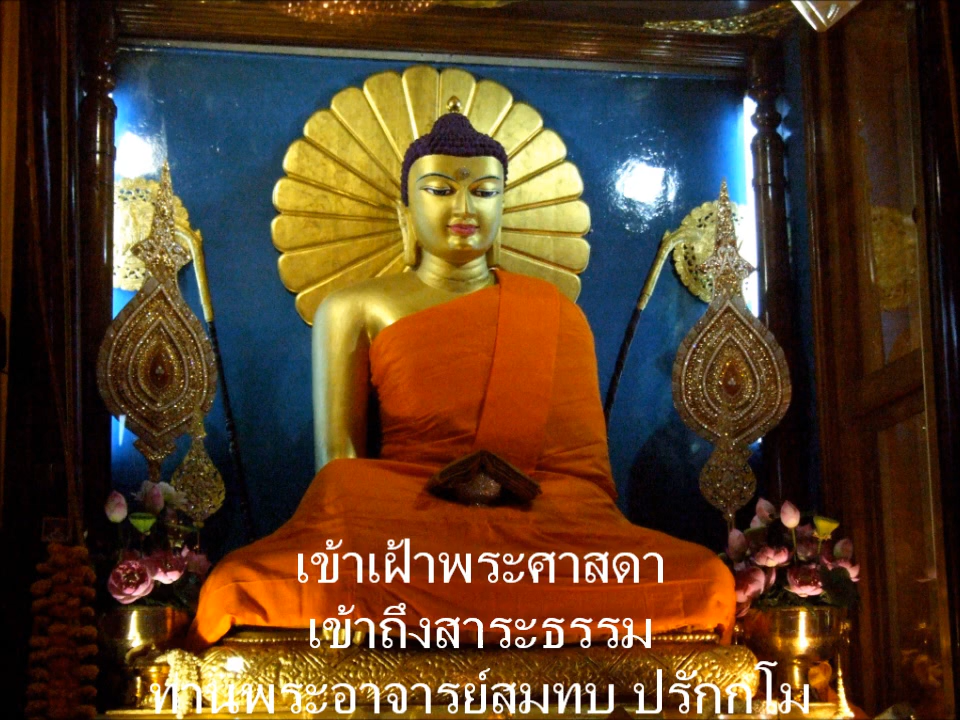 เข้าเฝ้าพระศาสดา
เข้าถึงสาระธรรม
ท่านพระอาจารย์สมทบ ปรักกโม